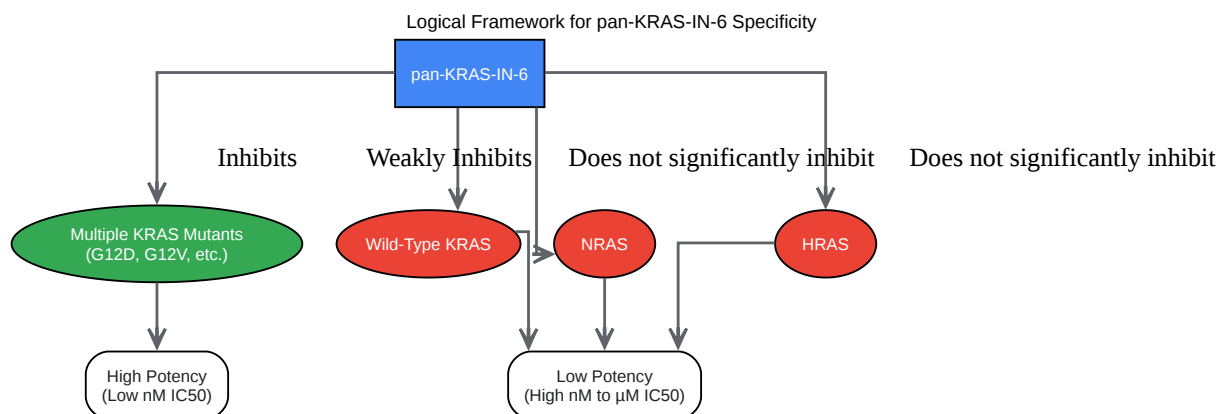 Logical Framework for pan-KRAS-IN-6 Specificity
pan-KRAS-IN-6
Inhibits
Weakly Inhibits
Does not significantly inhibit
Does not significantly inhibit
Multiple KRAS Mutants
(G12D, G12V, etc.)
Wild-Type KRAS
NRAS
HRAS
High Potency
(Low nM IC50)
Low Potency
(High nM to µM IC50)